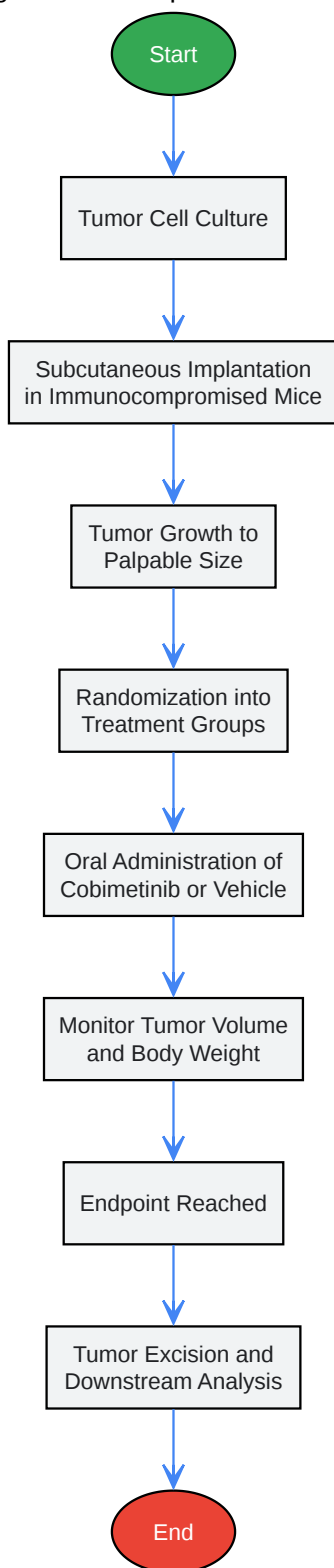 Start
Tumor Cell Culture
Subcutaneous Implantation
in Immunocompromised Mice
Tumor Growth to
Palpable Size
Randomization into
Treatment Groups
Oral Administration of
Cobimetinib or Vehicle
Monitor Tumor Volume
and Body Weight
Endpoint Reached
Tumor Excision and
Downstream Analysis
End